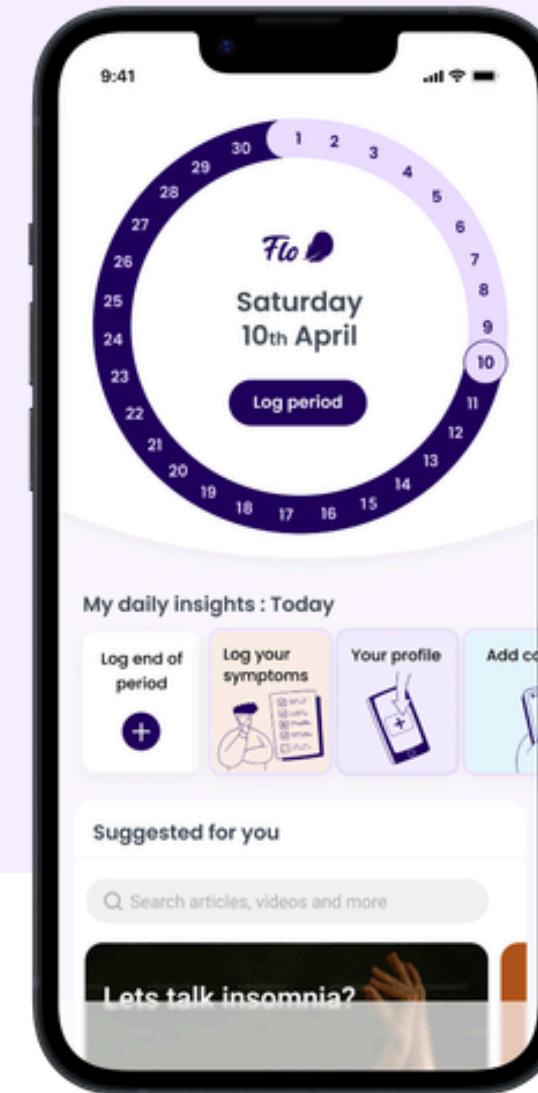 9:41
1
2
3
4
5
6
7
8
9
10
11
12
13
14
15
16
17
18
19
20
21
22
23
24
25
26
27
28
29
30
Flo
Saturday
10th April
Log period
My daily insights : Today
Log end of
period
Log your
symptoms
Your profile
Add co
Suggested for you
Search articles, videos and more
Lets talk insomnia?